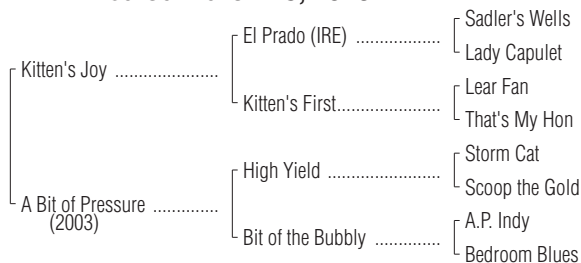 Sadler's Wells
El Prado (IRE) ..................
Lady Capulet
Kitten's Joy ......................
Lear Fan
Kitten's First......................
That's My Hon
Storm Cat
High Yield ........................
Scoop the Gold
A Bit of Pressure ..............
(2003)
A.P. Indy
Bit of the Bubbly ..............
Bedroom Blues